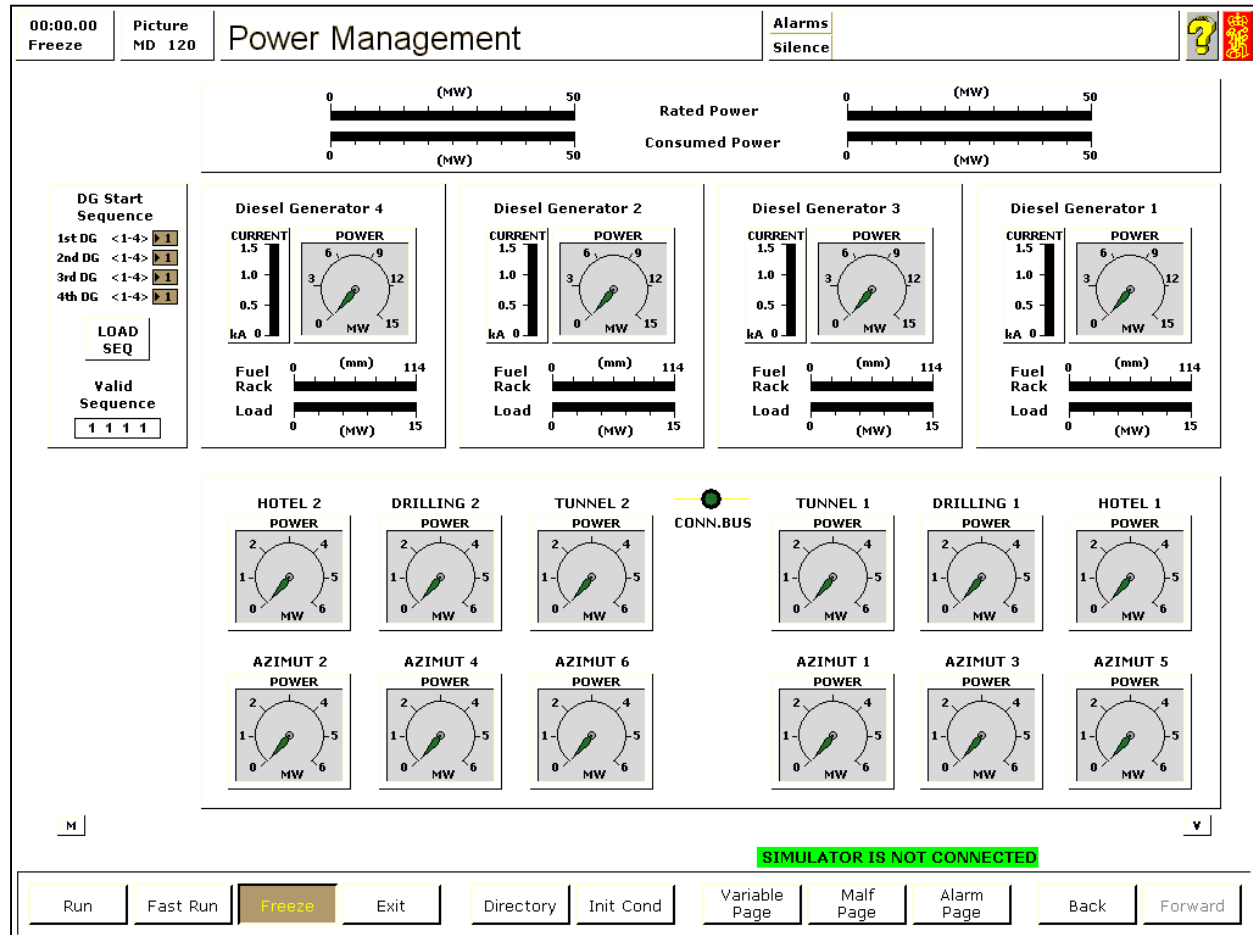 00:00.00
Freeze
Picture
MD 120
Power Management
Alarms
Silence
?
0 (MW) 50
Rated Power
0 (MW) 50
Consumed Power
0 (MW) 50
0 (MW) 50
DG Start
Sequence
1st DG <1-4> 1
2nd DG <1-4> 1
3rd DG <1-4> 1
4th DG <1-4> 1
LOAD
SEQ
Valid
Sequence
1 1 1 1
Diesel Generator 4
CURRENT
1.5
1.0
0.5
kA 0
POWER
6 9
3 12
0 MW 15
Fuel
Rack
0 (mm) 114
Load
0 (MW) 15
Diesel Generator 2
CURRENT
1.5
1.0
0.5
kA 0
POWER
6 9
3 12
0 MW 15
Fuel
Rack
0 (mm) 114
Load
0 (MW) 15
Diesel Generator 3
CURRENT
1.5
1.0
0.5
kA 0
POWER
6 9
3 12
0 MW 15
Fuel
Rack
0 (mm) 114
Load
0 (MW) 15
Diesel Generator 1
CURRENT
1.5
1.0
0.5
kA 0
POWER
6 9
3 12
0 MW 15
Fuel
Rack
0 (mm) 114
Load
0 (MW) 15
HOTEL 2
POWER
2 4
1 5
0 MW 6
DRILLING 2
POWER
2 4
1 5
0 MW 6
TUNNEL 2
POWER
2 4
1 5
0 MW 6
CONN.BUS
TUNNEL 1
POWER
2 4
1 5
0 MW 6
DRILLING 1
POWER
2 4
1 5
0 MW 6
HOTEL 1
POWER
2 4
1 5
0 MW 6
AZIMUT 2
POWER
2 4
1 5
0 MW 6
AZIMUT 4
POWER
2 4
1 5
0 MW 6
AZIMUT 6
POWER
2 4
1 5
0 MW 6
AZIMUT 1
POWER
2 4
1 5
0 MW 6
AZIMUT 3
POWER
2 4
1 5
0 MW 6
AZIMUT 5
POWER
2 4
1 5
0 MW 6
M
V
SIMULATOR IS NOT CONNECTED
Run
Fast Run
Freeze
Exit
Directory
Init Cond
Variable
Page
Malf
Page
Alarm
Page
Back
Forward